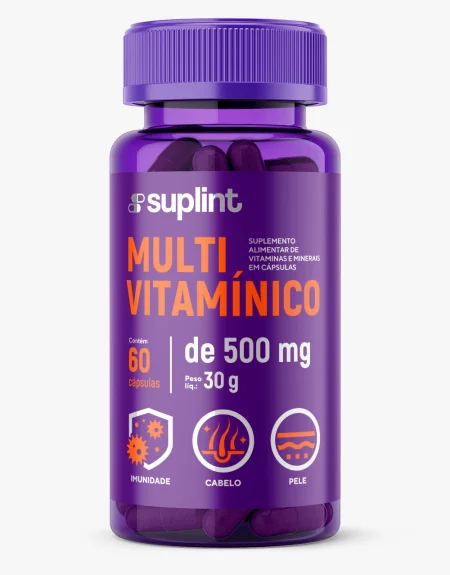 suplint
MULTI
VITAMÍNICO
SUPLEMENTO
ALIMENTAR DE
VITAMINAS E MINERAIS
EM CÁPSULAS
Contém
60
cápsulas
de 500 mg
Peso
líq.: 30 g
IMUNIDADE
CABELO
PELE